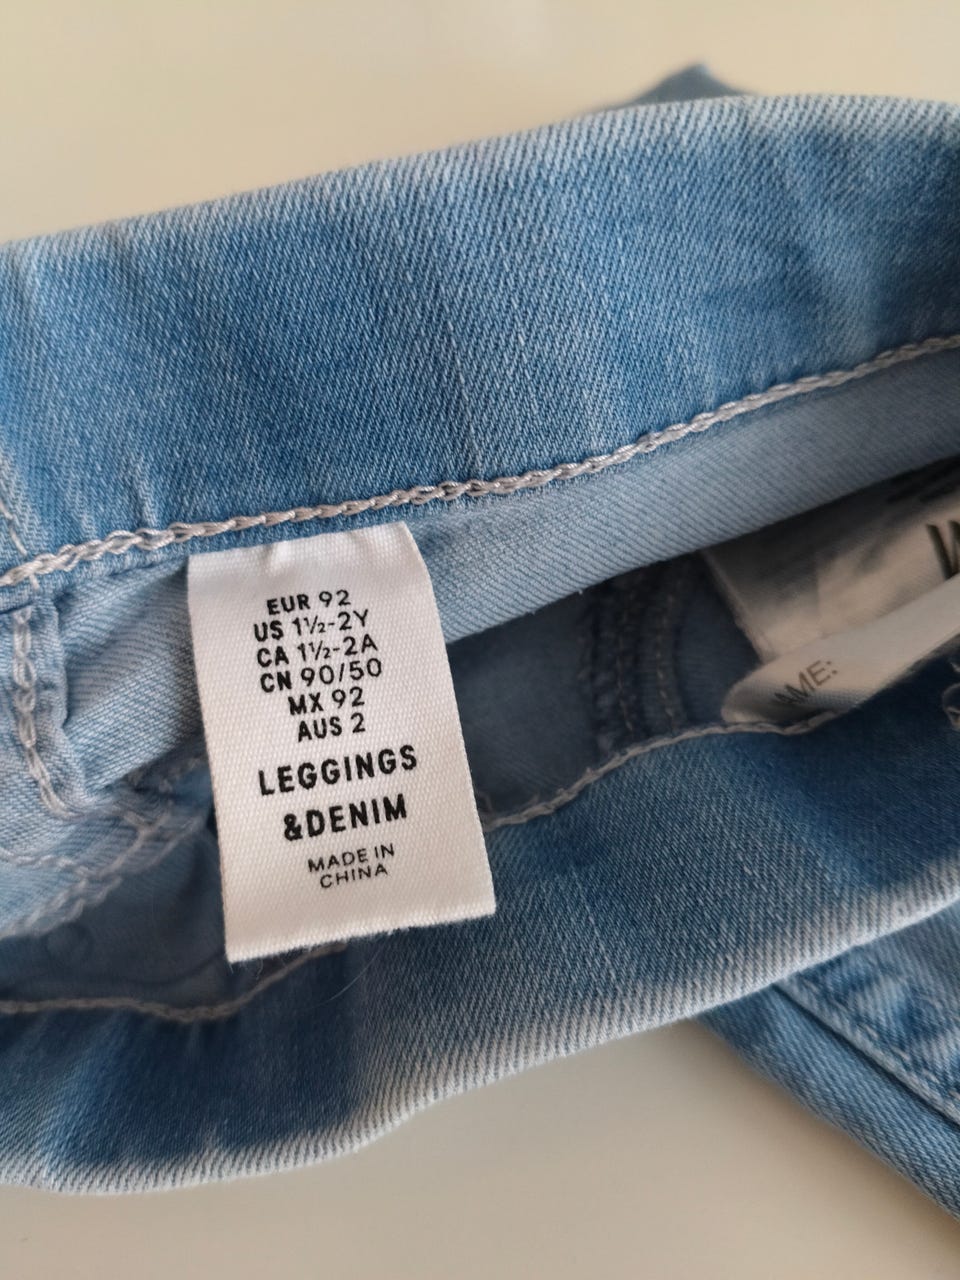 EUR 92
US 1½-2Y
CA 1½-2A
CN 90/50
MX 92
AUS 2
LEGGINGS
&DENIM
MADE IN
CHINA